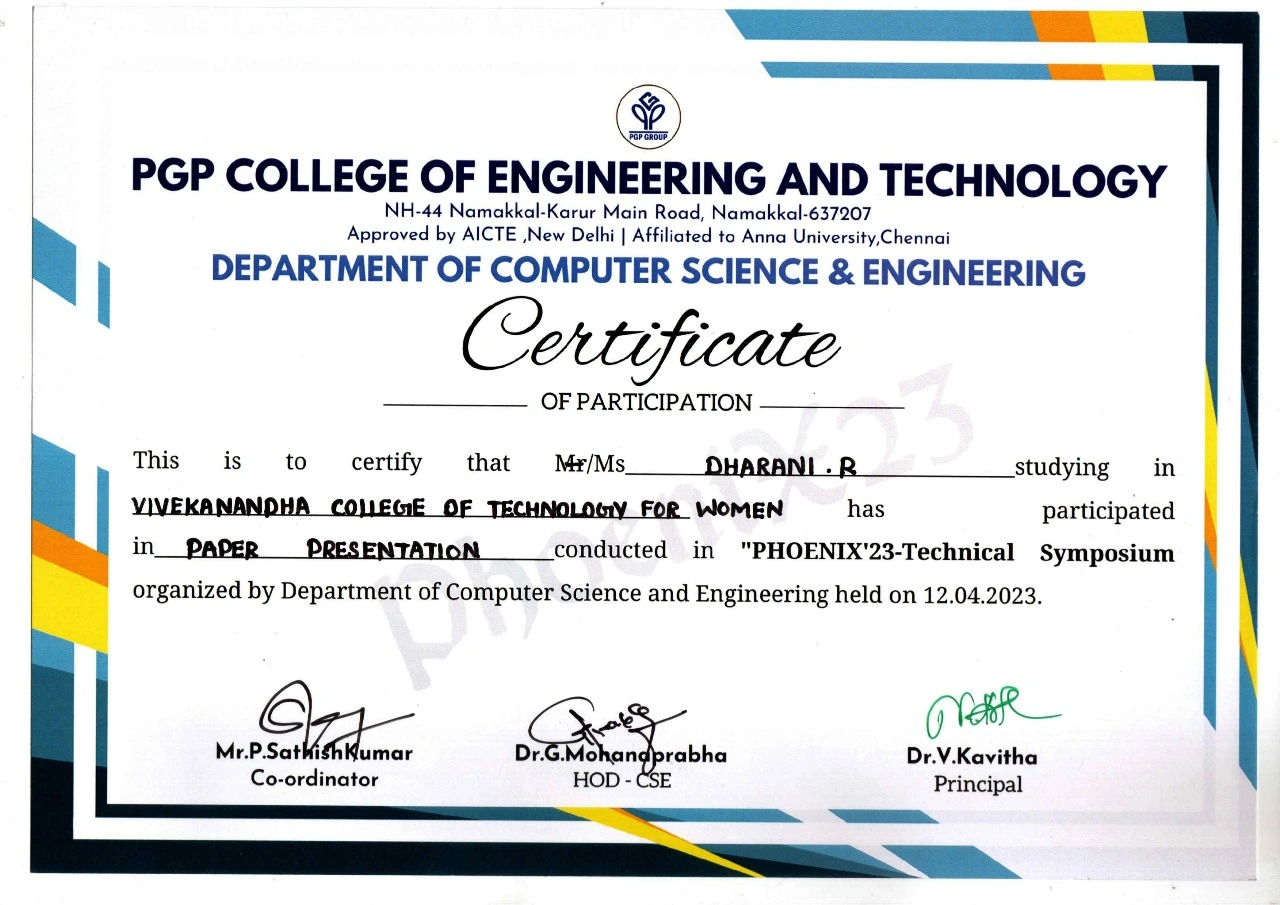 PGP GROUP
PGP COLLEGE OF ENGINEERING AND TECHNOLOGY
NH-44 Namakkal-Karur Main Road, Namakkal-637207
Approved by AICTE ,New Delhi | Affiliated to Anna University,Chennai
DEPARTMENT OF COMPUTER SCIENCE & ENGINEERING
Certificate
OF PARTICIPATION
This is to certify that Mr/Ms DHARANI . R studying in
VIVEKANANDHA COLLEGE OF TECHNOLOGY FOR WOMEN has participated
in PAPER PRESENTATION conducted in "PHOENIX'23-Technical Symposium
organized by Department of Computer Science and Engineering held on 12.04.2023.
Phoenix23
Mr.P.SathishKumar Dr.G.Mohanaprabha Dr.V.Kavitha
Co-ordinator HOD - CSE Principal